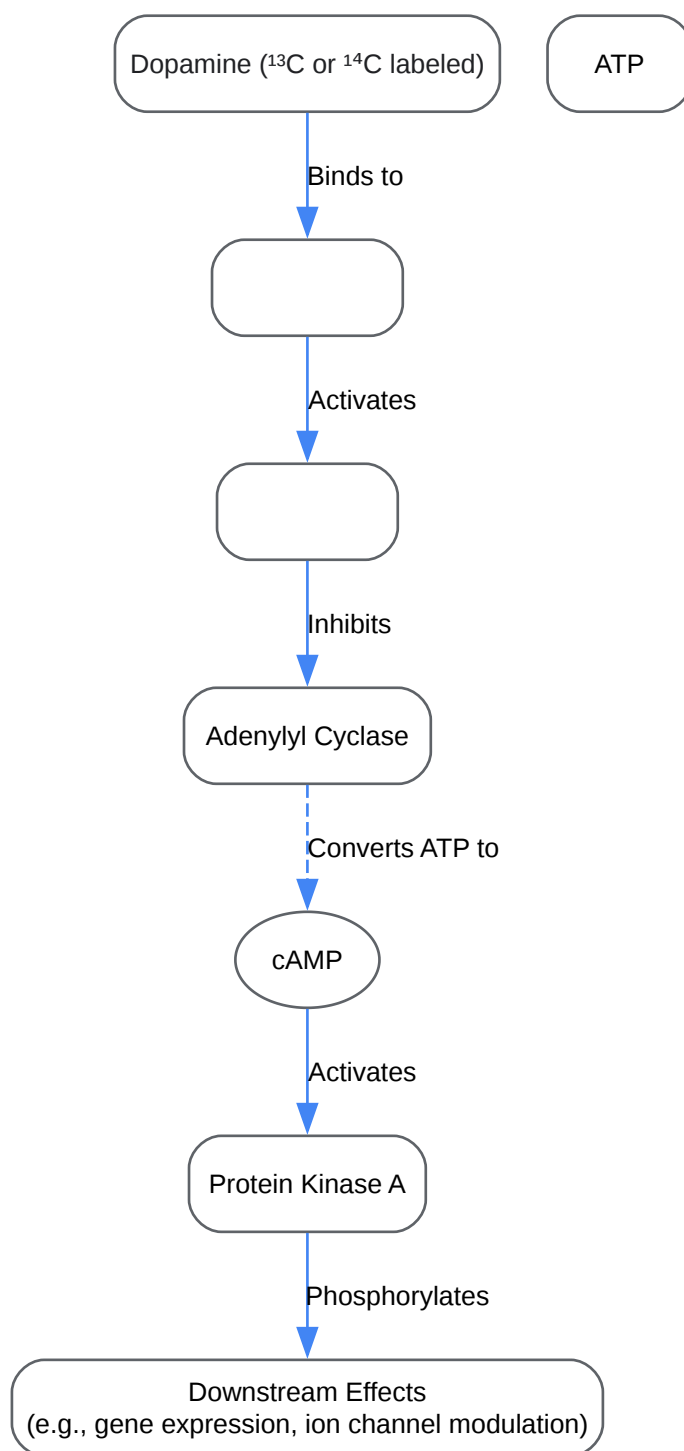 Dopamine (¹³C or ¹⁴C labeled)
ATP
Binds to
Activates
Inhibits
Adenylyl Cyclase
Converts ATP to
cAMP
Activates
Protein Kinase A
Phosphorylates
Downstream Effects
(e.g., gene expression, ion channel modulation)